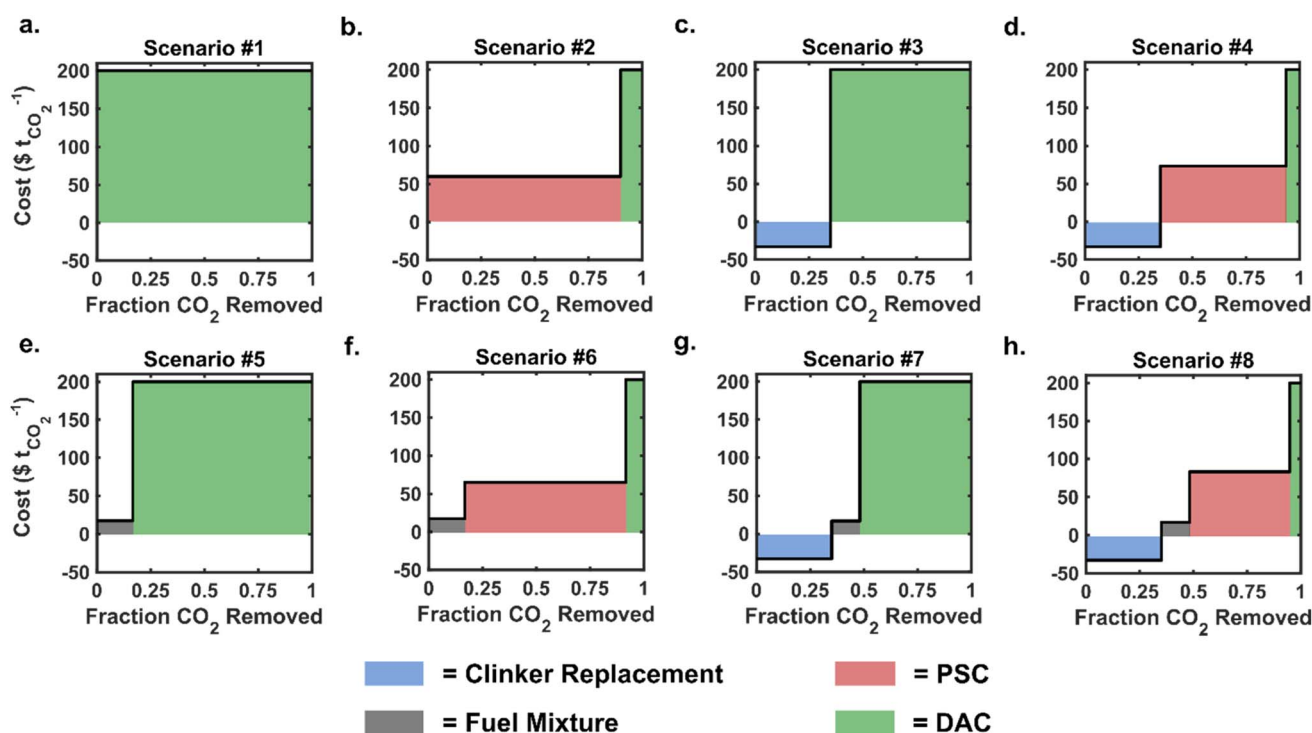 a.
Scenario #1
b.
Scenario #2
c.
Scenario #3
d.
Scenario #4
Cost ($ t_CO2^-1)
200
150
100
50
0
-50
0 0.25 0.5 0.75 1
Fraction CO2 Removed
200
150
100
50
0
-50
0 0.25 0.5 0.75 1
Fraction CO2 Removed
200
150
100
50
0
-50
0 0.25 0.5 0.75 1
Fraction CO2 Removed
200
150
100
50
0
-50
0 0.25 0.5 0.75 1
Fraction CO2 Removed
e.
Scenario #5
f.
Scenario #6
g.
Scenario #7
h.
Scenario #8
Cost ($ t_CO2^-1)
200
150
100
50
0
-50
0 0.25 0.5 0.75 1
Fraction CO2 Removed
200
150
100
50
0
-50
0 0.25 0.5 0.75 1
Fraction CO2 Removed
200
150
100
50
0
-50
0 0.25 0.5 0.75 1
Fraction CO2 Removed
200
150
100
50
0
-50
0 0.25 0.5 0.75 1
Fraction CO2 Removed
= Clinker Replacement
= PSC
= Fuel Mixture
= DAC